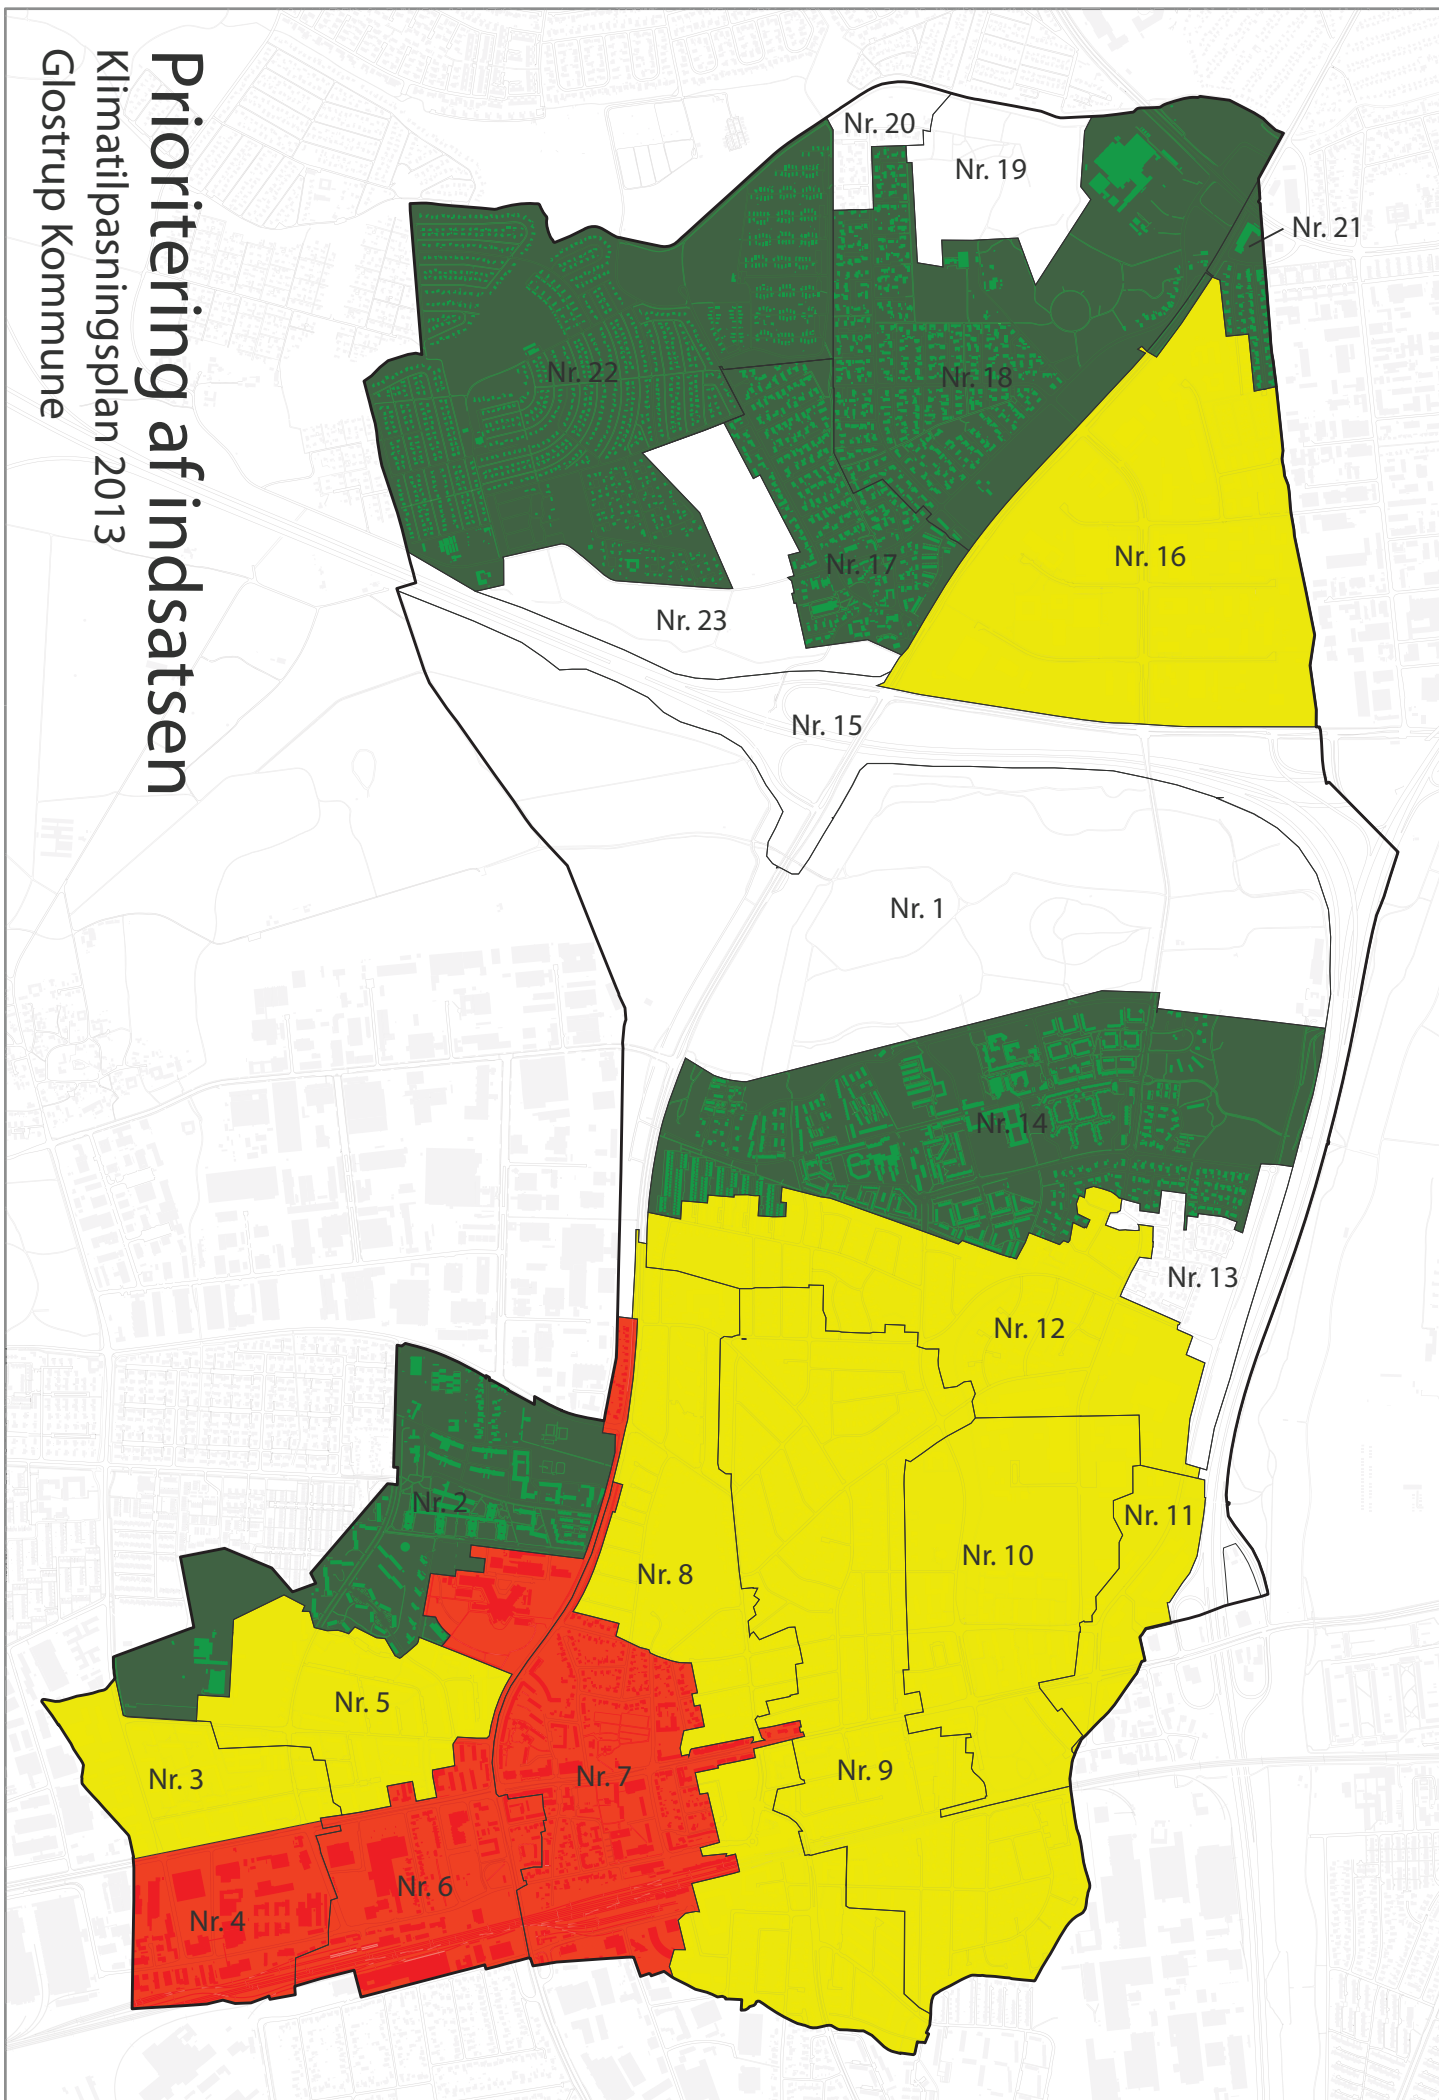 Prioritering af indsatsen
Klimatilpasningsplan 2013
Glostrup Kommune
Nr. 20
Nr. 19
Nr. 21
Nr. 22
Nr. 18
Nr. 16
Nr. 17
Nr. 23
Nr. 15
Nr. 1
Nr. 14
Nr. 13
Nr. 12
Nr. 2
Nr. 11
Nr. 10
Nr. 8
Nr. 5
Nr. 3
Nr. 7
Nr. 9
Nr. 6
Nr. 4